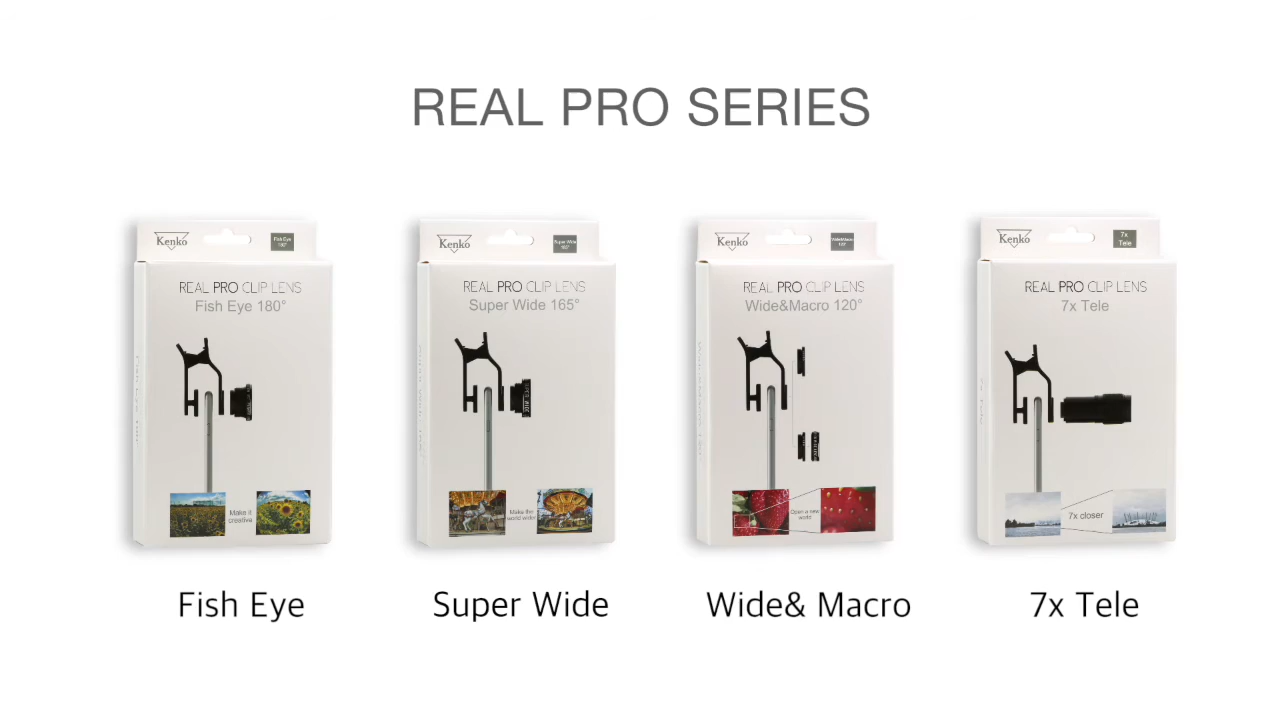 REAL PRO SERIES
Kenko
Fish Eye
180°
REAL PRO CLIP LENS
Fish Eye 180°
Make it
creative
Kenko
Super Wide
165°
REAL PRO CLIP LENS
Super Wide 165°
Make the
world wider
Kenko
Wide&Macro
120°
REAL PRO CLIP LENS
Wide&Macro 120°
Open a new
world
Kenko
7x
Tele
REAL PRO CLIP LENS
7x Tele
7x closer
Fish Eye
Super Wide
Wide& Macro
7x Tele